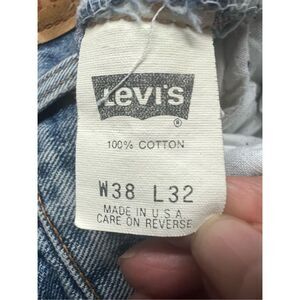 Levi's
®
100% COTTON
W38 L32
MADE IN U.S.A
CARE ON REVERSE